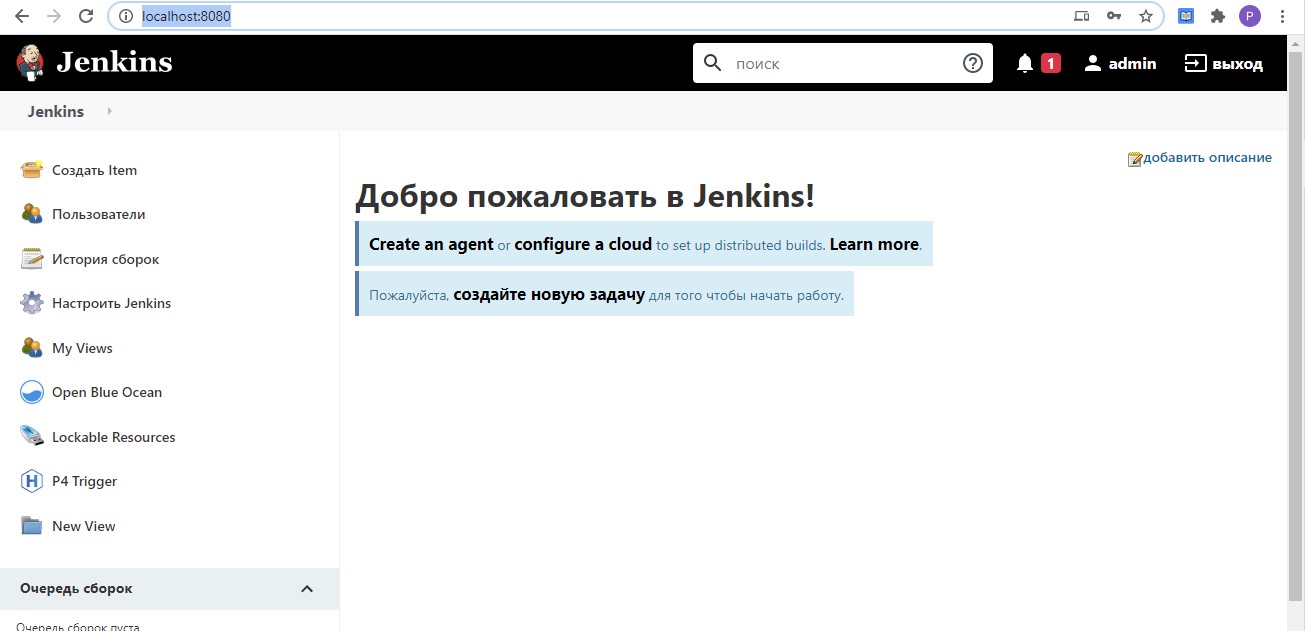 localhost:8080
P
Jenkins
поиск
1
admin
выход
Jenkins
Создать Item
Пользователи
История сборок
Настроить Jenkins
My Views
Open Blue Ocean
Lockable Resources
P4 Trigger
New View
Очередь сборок
Очередь сборок пуста
добавить описание
Добро пожаловать в Jenkins!
Create an agent or configure a cloud to set up distributed builds. Learn more.
Пожалуйста, создайте новую задачу для того чтобы начать работу.